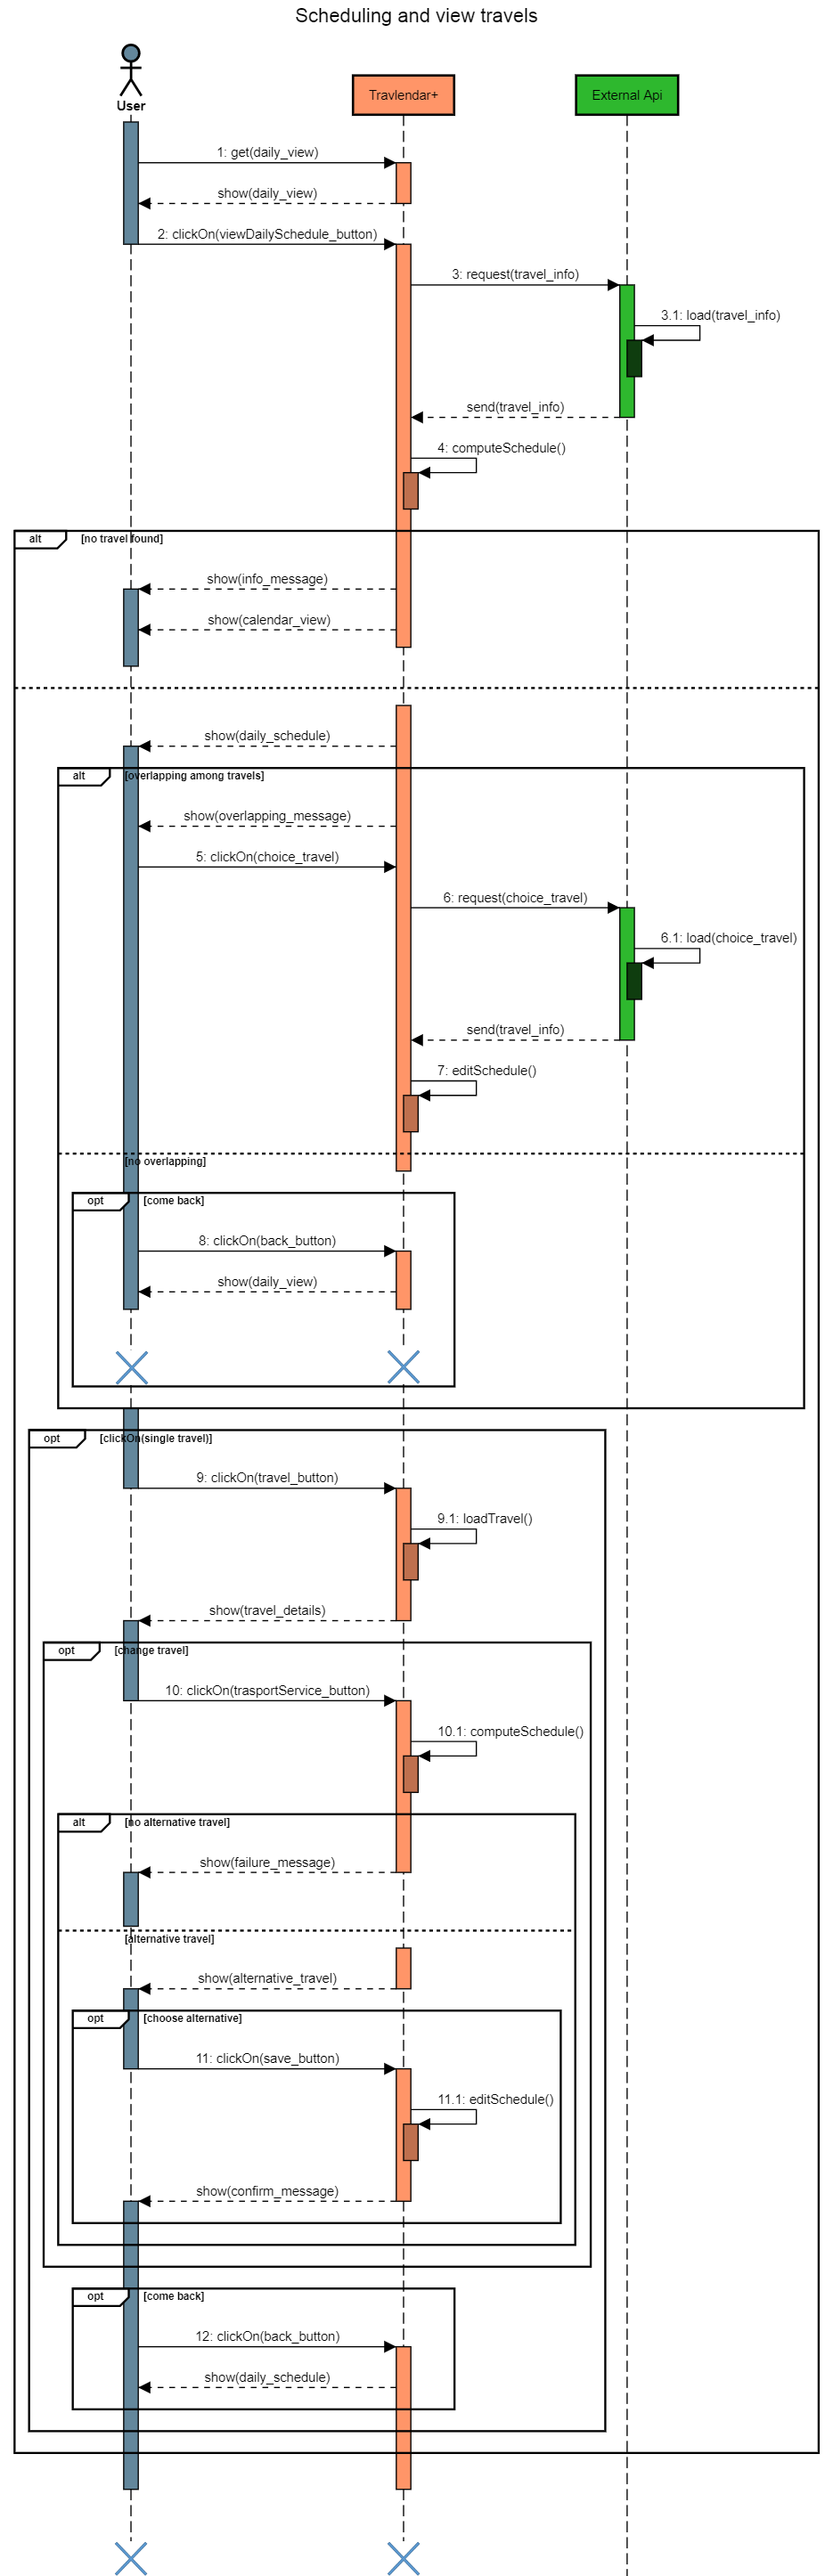 Scheduling and view travels
User
Travlendar+
External Api
1: get(daily_view)
show(daily_view)
2: clickOn(viewDailySchedule_button)
3: request(travel_info)
3.1: load(travel_info)
send(travel_info)
4: computeSchedule()
alt
[no travel found]
show(info_message)
show(calendar_view)
show(daily_schedule)
alt
[overlapping among travels]
show(overlapping_message)
5: clickOn(choice_travel)
6: request(choice_travel)
6.1: load(choice_travel)
send(travel_info)
7: editSchedule()
[no overlapping]
opt
[come back]
8: clickOn(back_button)
show(daily_view)
opt
[clickOn(single travel)]
9: clickOn(travel_button)
9.1: loadTravel()
show(travel_details)
opt
[change travel]
10: clickOn(trasportService_button)
10.1: computeSchedule()
alt
[no alternative travel]
show(failure_message)
[alternative travel]
show(alternative_travel)
opt
[choose alternative]
11: clickOn(save_button)
11.1: editSchedule()
show(confirm_message)
opt
[come back]
12: clickOn(back_button)
show(daily_schedule)